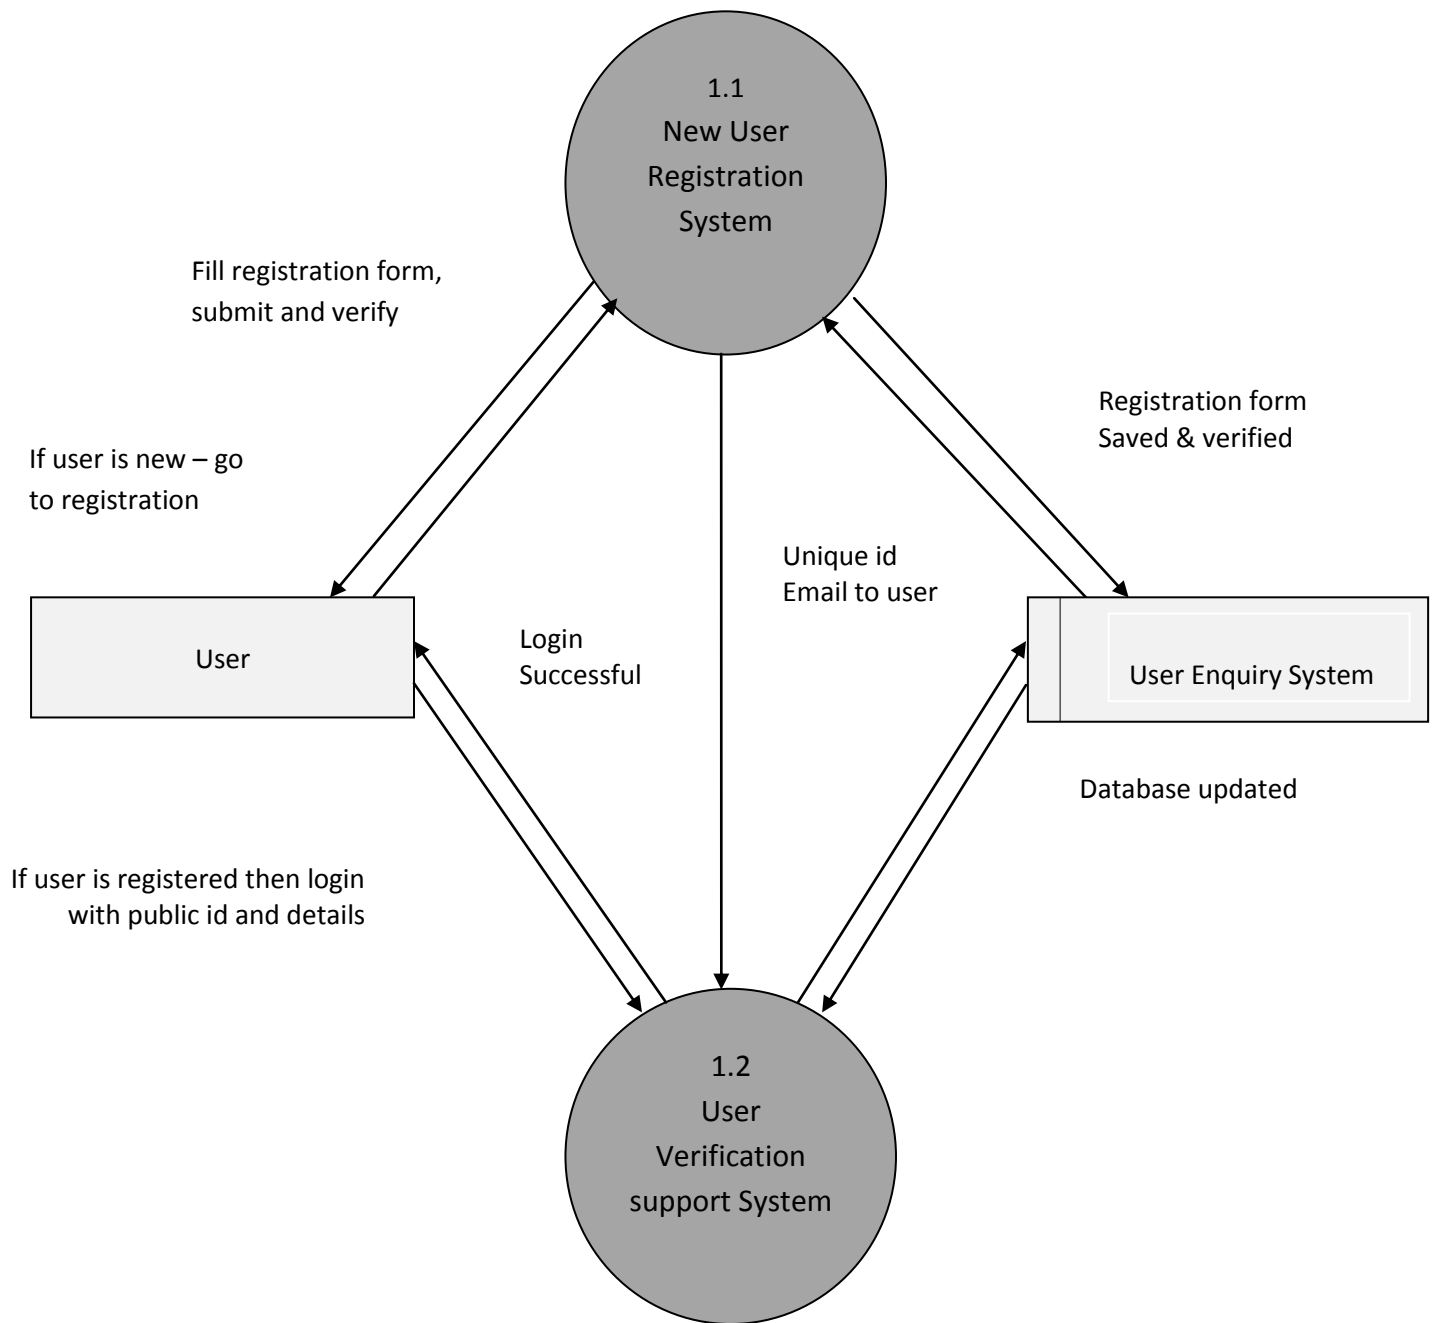 1.1
New User
Registration
System
Fill registration form,
submit and verify
Registration form
Saved & verified
If user is new – go
to registration
Unique id
Email to user
Login
Successful
User
User Enquiry System
Database updated
If user is registered then login
with public id and details
1.2
User
Verification
support System